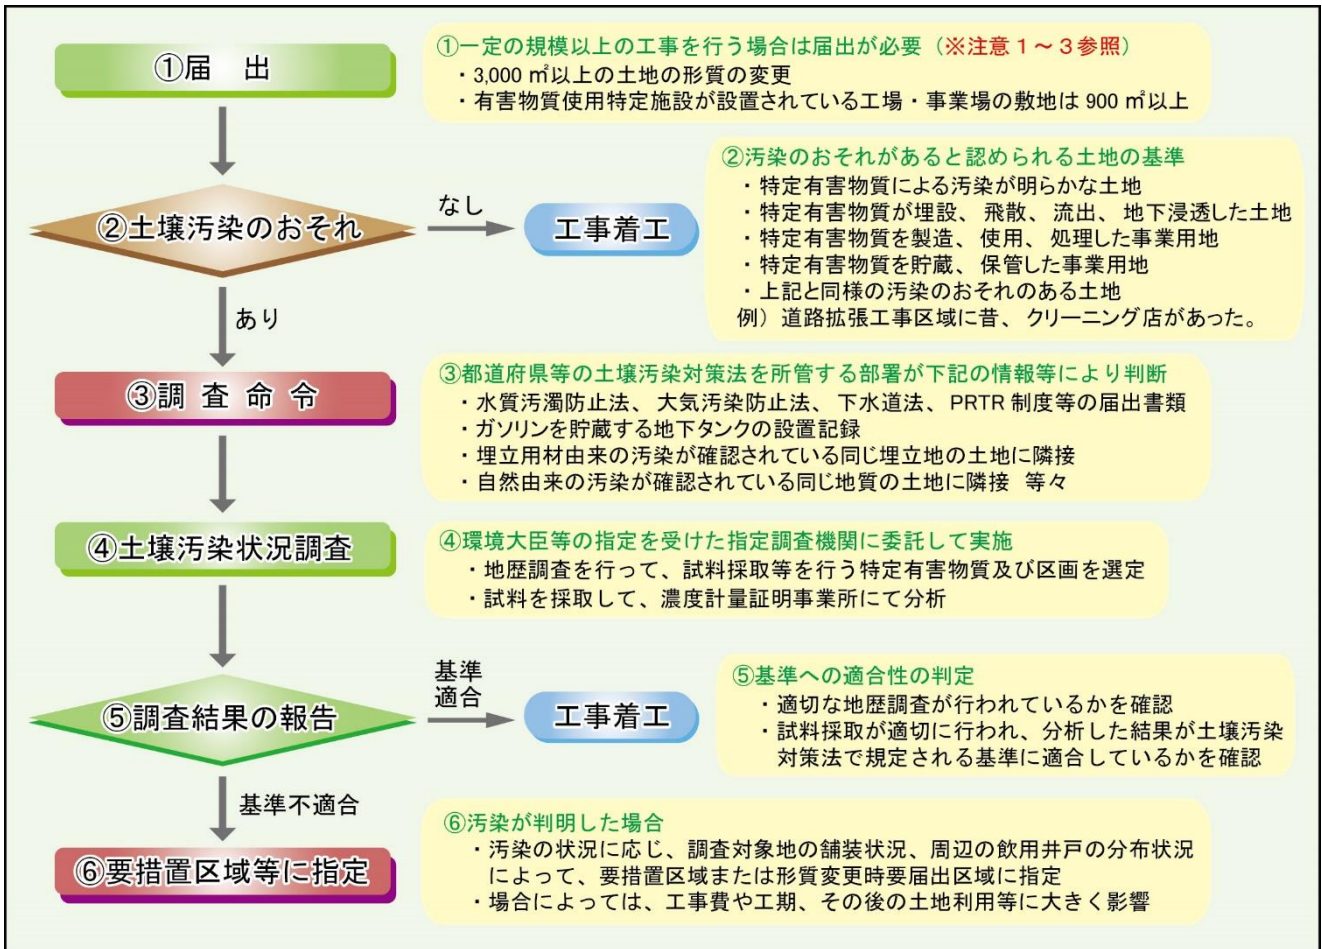 ①届　出
①一定の規模以上の工事を行う場合は届出が必要（※注意１～３参照）
・3,000 ㎡以上の土地の形質の変更
・有害物質使用特定施設が設置されている工場・事業場の敷地は 900 ㎡以上
②土壌汚染のおそれ
なし
工事着工
②汚染のおそれがあると認められる土地の基準
・特定有害物質による汚染が明らかな土地
・特定有害物質が埋設、飛散、流出、地下浸透した土地
・特定有害物質を製造、使用、処理した事業用地
・特定有害物質を貯蔵、保管した事業用地
・上記と同様の汚染のおそれのある土地
例）道路拡張工事区域に昔、クリーニング店があった。
あり
③調 査 命 令
③都道府県等の土壌汚染対策法を所管する部署が下記の情報等により判断
・水質汚濁防止法、大気汚染防止法、下水道法、PRTR 制度等の届出書類
・ガソリンを貯蔵する地下タンクの設置記録
・埋立用材由来の汚染が確認されている同じ埋立地の土地に隣接
・自然由来の汚染が確認されている同じ地質の土地に隣接 等々
④土壌汚染状況調査
④環境大臣等の指定を受けた指定調査機関に委託して実施
・地歴調査を行って、試料採取等を行う特定有害物質及び区画を選定
・試料を採取して、濃度計量証明事業所にて分析
⑤調査結果の報告
基準
適合
工事着工
⑤基準への適合性の判定
・適切な地歴調査が行われているかを確認
・試料採取が適切に行われ、分析した結果が土壌汚染
対策法で規定される基準に適合しているかを確認
基準不適合
⑥要措置区域等に指定
⑥汚染が判明した場合
・汚染の状況に応じ、調査対象地の舗装状況、周辺の飲用井戸の分布状況
によって、要措置区域または形質変更時要届出区域に指定
・場合によっては、工事費や工期、その後の土地利用等に大きく影響